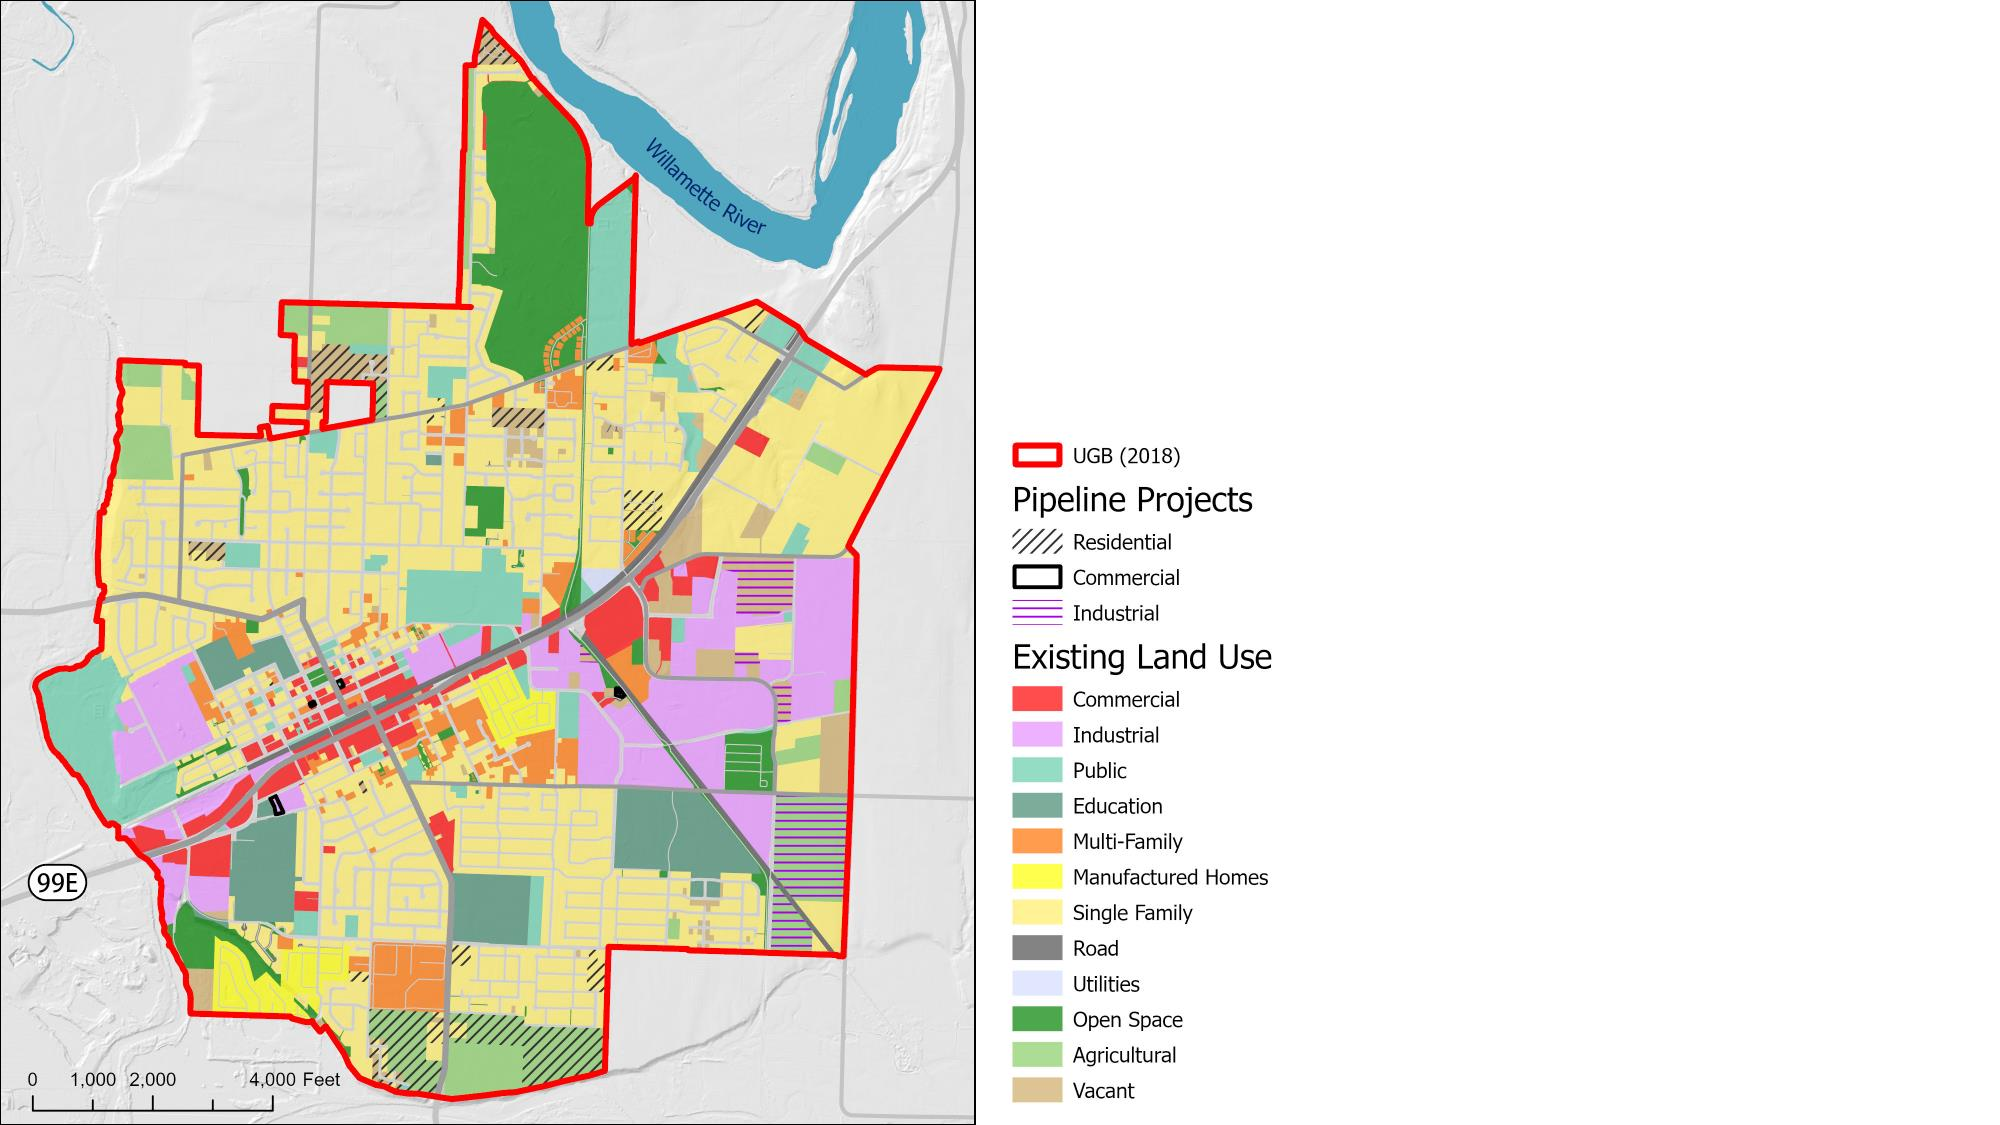 Willamette River
99E
0 1,000 2,000 4,000 Feet
UGB (2018)
Pipeline Projects
Residential
Commercial
Industrial
Existing Land Use
Commercial
Industrial
Public
Education
Multi-Family
Manufactured Homes
Single Family
Road
Utilities
Open Space
Agricultural
Vacant